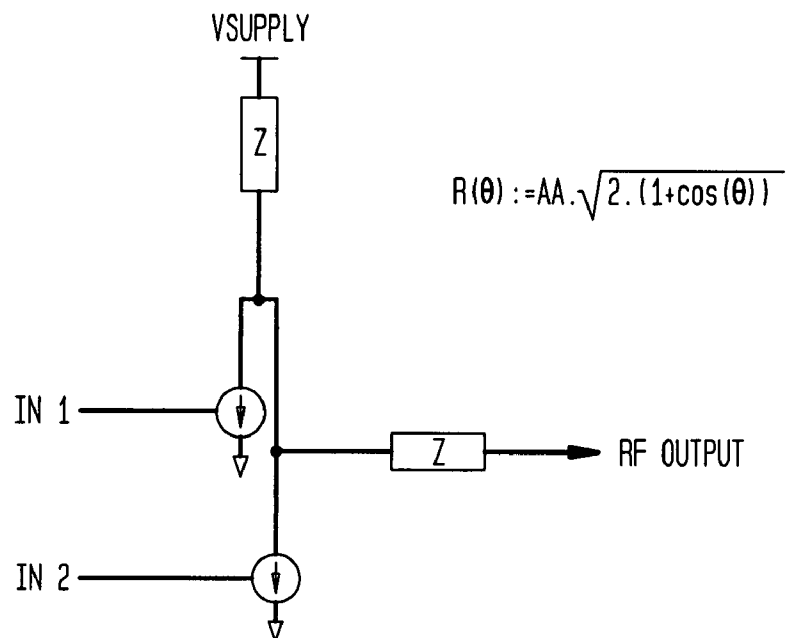 VSUPPLY
Z
R(θ):=AA.√2.(1+cos(θ))
IN 1
Z
RF OUTPUT
IN 2